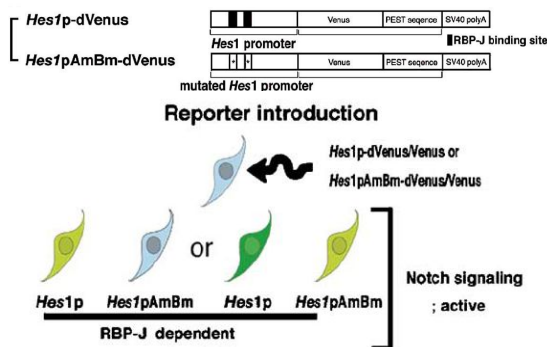 Hes1p-dVenus
Venus PEST seqence SV40 polyA
Hes1 promoter
RBP-J binding site
Hes1pAmBm-dVenus
* * Venus PEST seqence SV40 polyA
mutated Hes1 promoter
Reporter introduction
Hes1p-dVenus/Venus or
Hes1pAmBm-dVenus/Venus
or
Hes1p Hes1pAmBm Hes1p Hes1pAmBm
RBP-J dependent
Notch signaling
; active